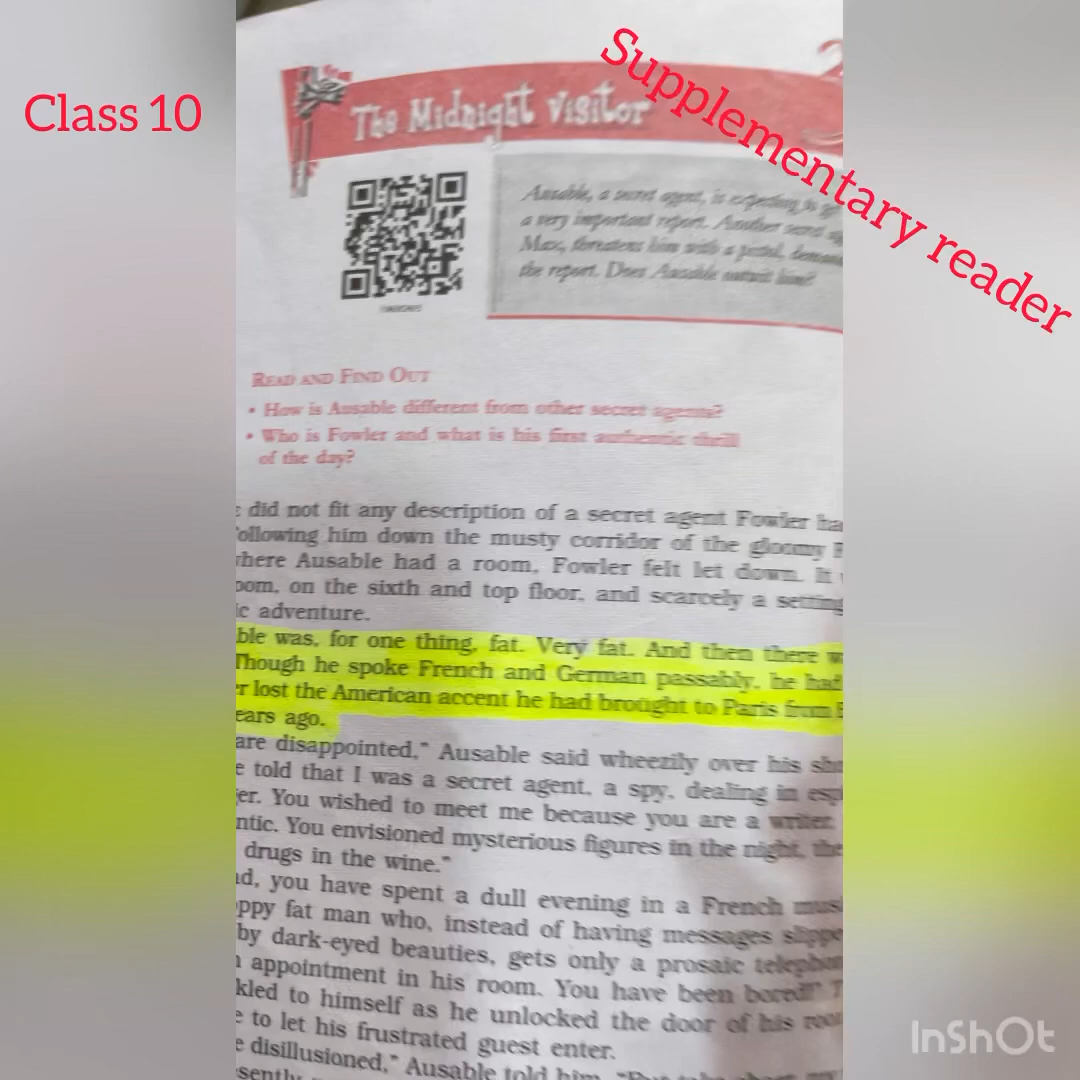 Class 10
Supplementary reader
The Midnight Visitor
Ausable, a secret agent, is expecting to
a very important report. Another secret
Max, threatens him with a pistol,
the report. Does Ausable outwit him?
READ AND FIND OUT
• How is Ausable different from other secret agents?
• Who is Fowler and what is his first authentic thrill
of the day?
did not fit any description of a secret agent Fowler ha
ollowing him down the musty corridor of the gloomy F
where Ausable had a room, Fowler felt let down. It
oom, on the sixth and top floor, and scarcely a setting
ic adventure.
ble was, for one thing, fat. Very fat. And then there w
Though he spoke French and German passably, he had
r lost the American accent he had brought to Paris from B
ears ago.
are disappointed," Ausable said wheezily over his sh
e told that I was a secret agent, a spy, dealing in esp
er. You wished to meet me because you are a writer,
ntic. You envisioned mysterious figures in the night, the
drugs in the wine."
ad, you have spent a dull evening in a French mus
ppy fat man who, instead of having messages slippe
by dark-eyed beauties, gets only a prosaic telephon
appointment in his room. You have been bored!" T
kled to himself as he unlocked the door of his roo
e to let his frustrated guest enter.
e disillusioned," Ausable told him. "But take
sently
InShOt